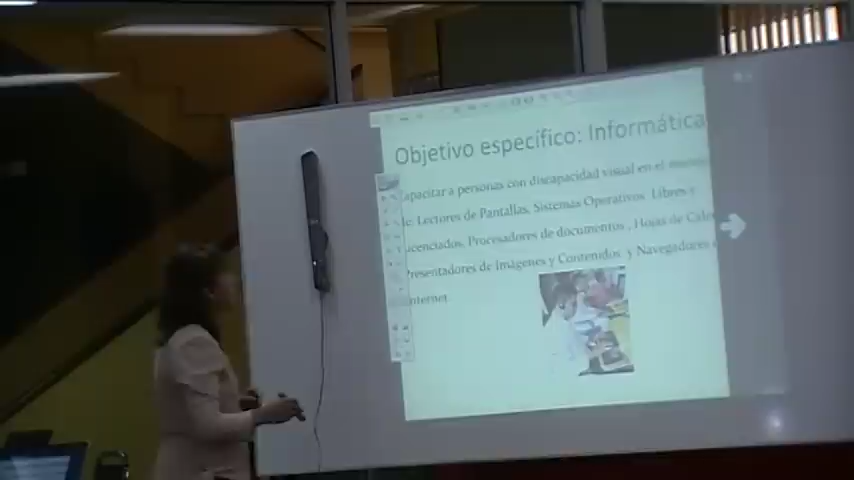 Objetivo específico: Informática
apacitar a personas con discapacidad visual en el
e: Lectores de Pantallas, Sistemas Operativos Libres y
icenciados, Procesadores de documentos , Hojas de Calc
Presentadores de Imágenes y Contenidos y Navegadores
nternet